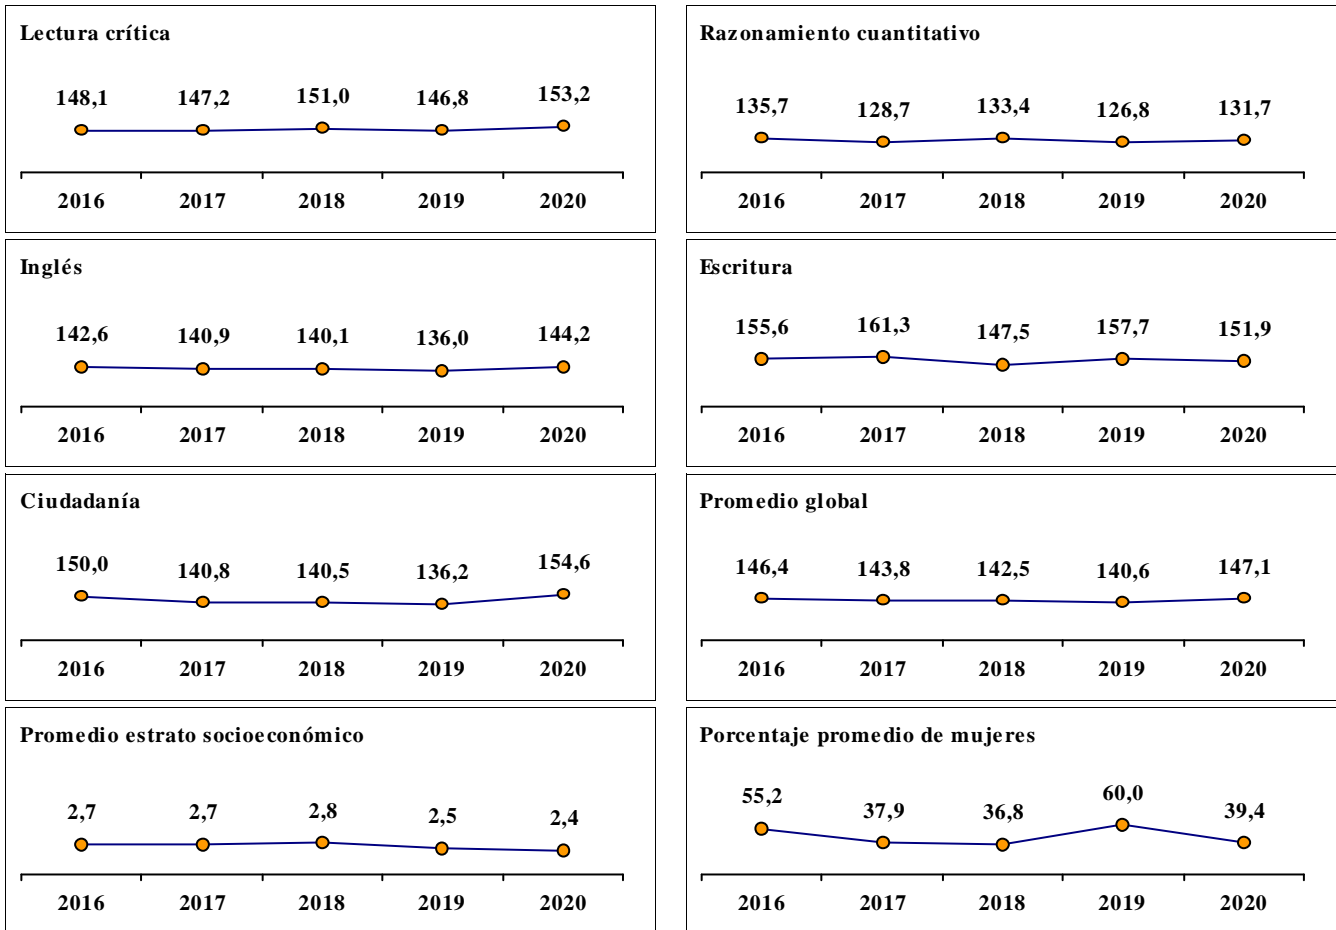 Lectura crítica
148,1 147,2 151,0 146,8 153,2
2016 2017 2018 2019 2020
Razonamiento cuantitativo
135,7 128,7 133,4 126,8 131,7
2016 2017 2018 2019 2020
Inglés
142,6 140,9 140,1 136,0 144,2
2016 2017 2018 2019 2020
Escritura
155,6 161,3 147,5 157,7 151,9
2016 2017 2018 2019 2020
Ciudadanía
150,0 140,8 140,5 136,2 154,6
2016 2017 2018 2019 2020
Promedio global
146,4 143,8 142,5 140,6 147,1
2016 2017 2018 2019 2020
Promedio estrato socioeconómico
2,7 2,7 2,8 2,5 2,4
2016 2017 2018 2019 2020
Porcentaje promedio de mujeres
55,2 37,9 36,8 60,0 39,4
2016 2017 2018 2019 2020